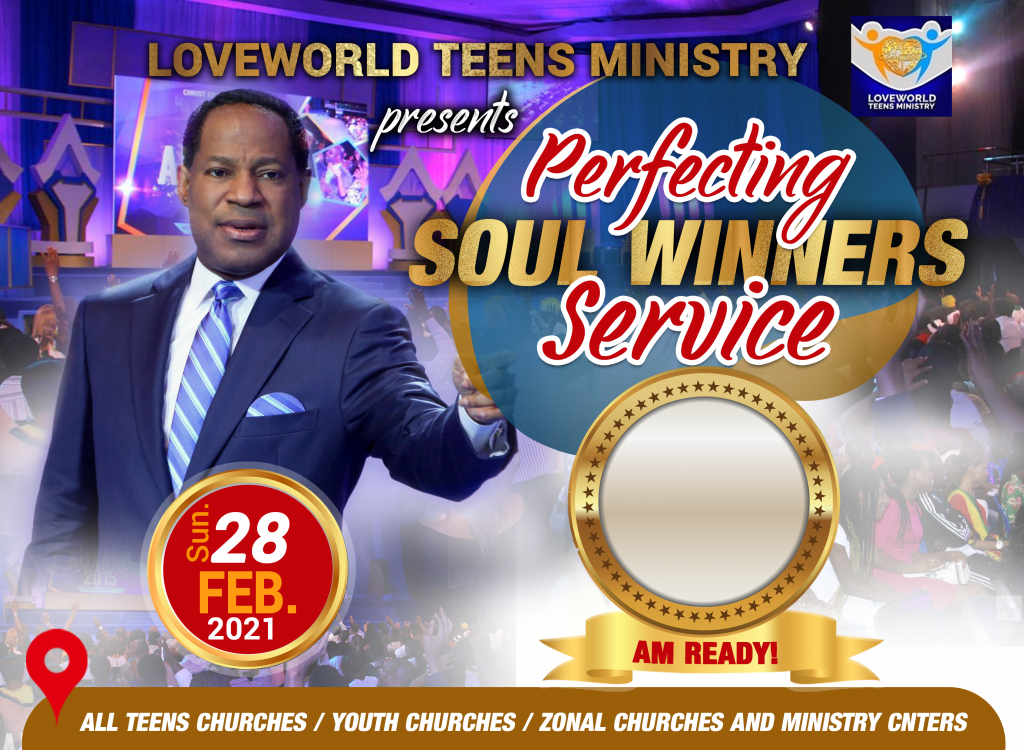 LOVEWORLD TEENS MINISTRY
presents
LOVEWORLD
TEENS MINISTRY
Perfecting
SOUL WINNERS
Service
Sun. 28
FEB.
2021
AM READY!
ALL TEENS CHURCHES / YOUTH CHURCHES / ZONAL CHURCHES AND MINISTRY CNTERS